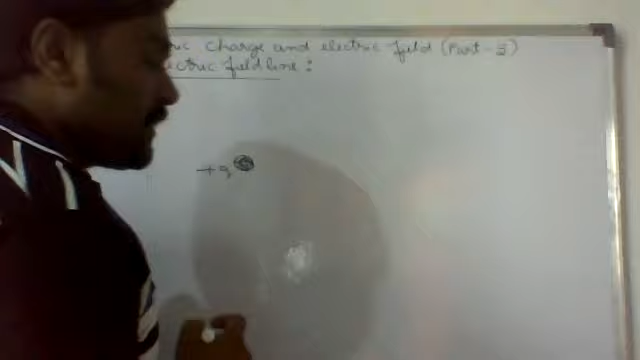 ric charge and electric field (Part-3)
ectric field line:
+q